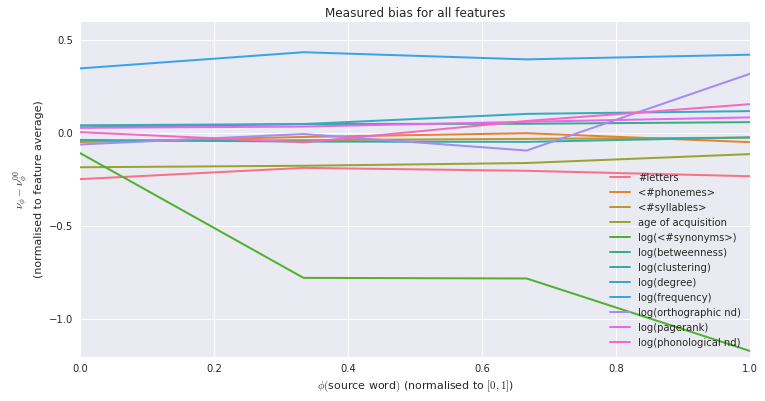 Measured bias for all features
0.5
0.0
−0.5
−1.0
ν_ϕ − ν_ϕ^00
(normalised to feature average)
#letters
<#phonemes>
<#syllables>
age of acquisition
log(<#synonyms>)
log(betweenness)
log(clustering)
log(degree)
log(frequency)
log(orthographic nd)
log(pagerank)
log(phonological nd)
0.0 0.2 0.4 0.6 0.8 1.0
ϕ(source word) (normalised to [0, 1])